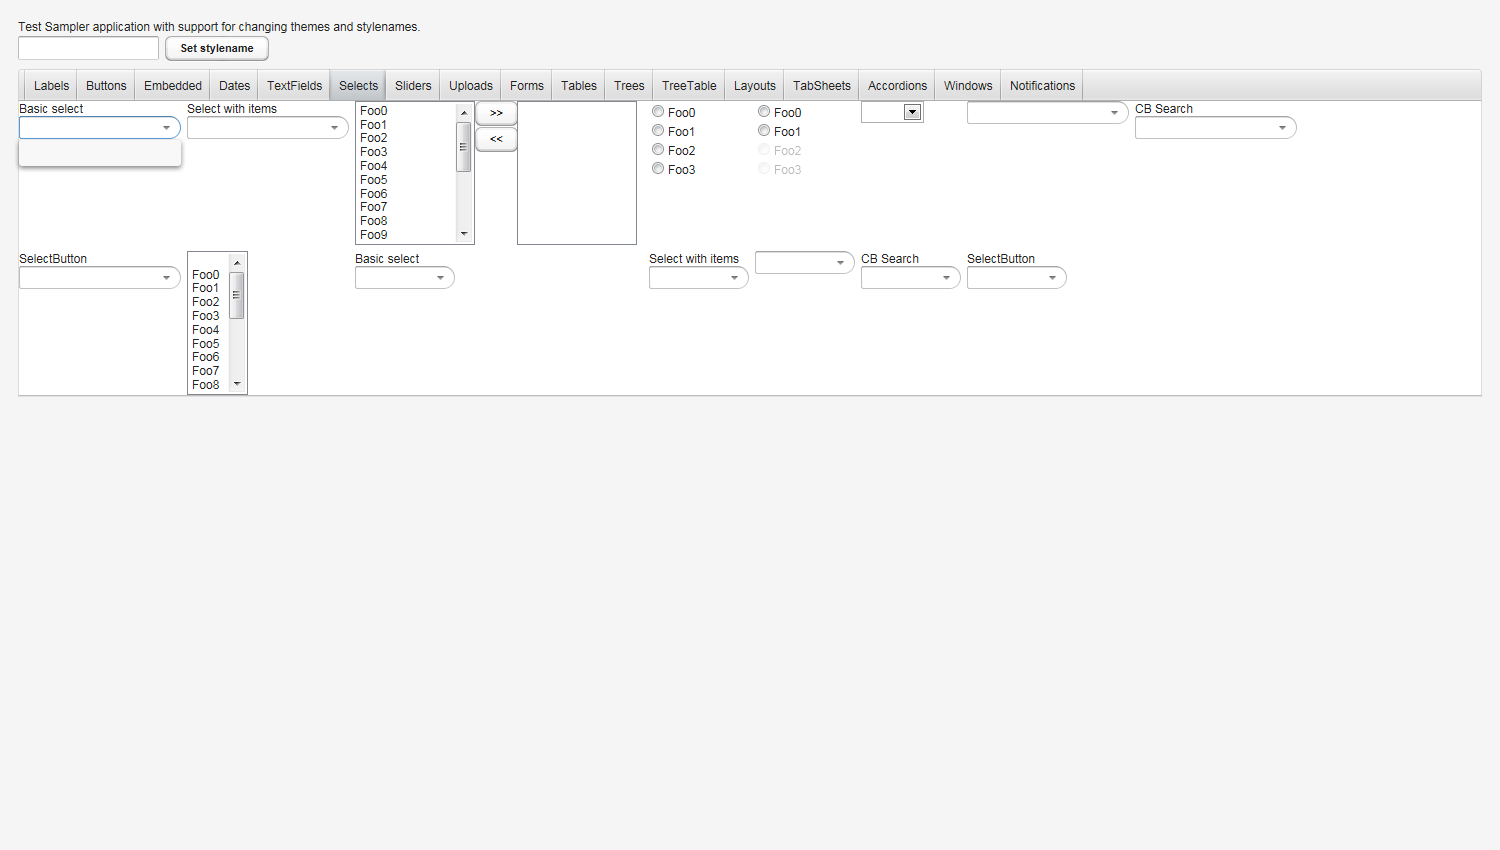 Test Sampler application with support for changing themes and stylenames.
Set stylename
Labels Buttons Embedded Dates TextFields Selects Sliders Uploads Forms Tables Trees TreeTable Layouts TabSheets Accordions Windows Notifications
Basic select
Select with items
Foo0
Foo1
Foo2
Foo3
Foo4
Foo5
Foo6
Foo7
Foo8
Foo9
>>
<<
Foo0
Foo1
Foo2
Foo3
Foo0
Foo1
Foo2
Foo3
CB Search
SelectButton
Foo0
Foo1
Foo2
Foo3
Foo4
Foo5
Foo6
Foo7
Foo8
Basic select
Select with items
CB Search
SelectButton